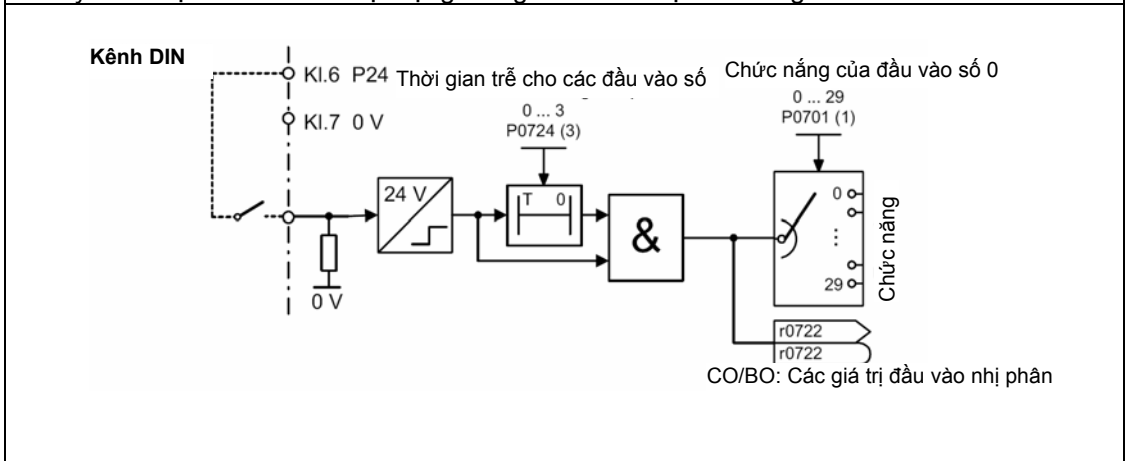 Kênh DIN
Kl.6 P24
Thời gian trễ cho các đầu vào số
Chức nắng của đầu vào số 0
Kl.7 0 V
0 ... 3
P0724 (3)
0 ... 29
P0701 (1)
24 V
T 0
&
0
29
Chức năng
0 V
r0722
r0722
CO/BO: Các giá trị đầu vào nhị phân